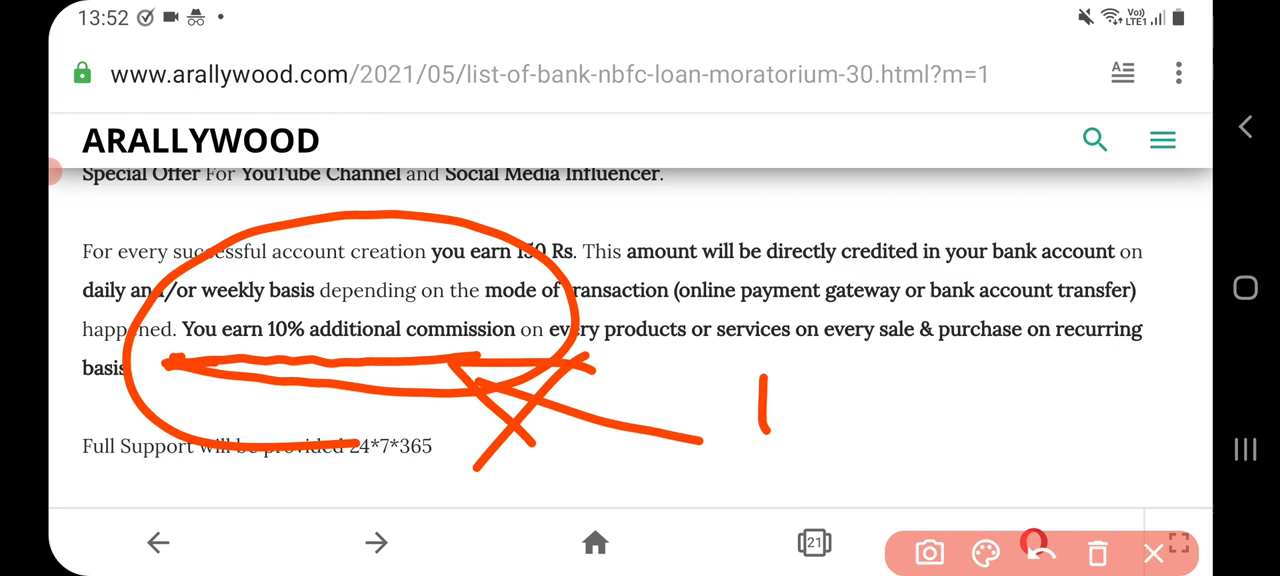 13:52 Vo)) LTE1
www.arallywood.com/2021/05/list-of-bank-nbfc-loan-moratorium-30.html?m=1
ARALLYWOOD
Special Offer For YouTube Channel and Social Media Influencer.
For every successful account creation you earn 150 Rs. This amount will be directly credited in your bank account on
daily and/or weekly basis depending on the mode of transaction (online payment gateway or bank account transfer)
happened. You earn 10% additional commission on every products or services on every sale & purchase on recurring
basis
Full Support will be provided 24*7*365
21